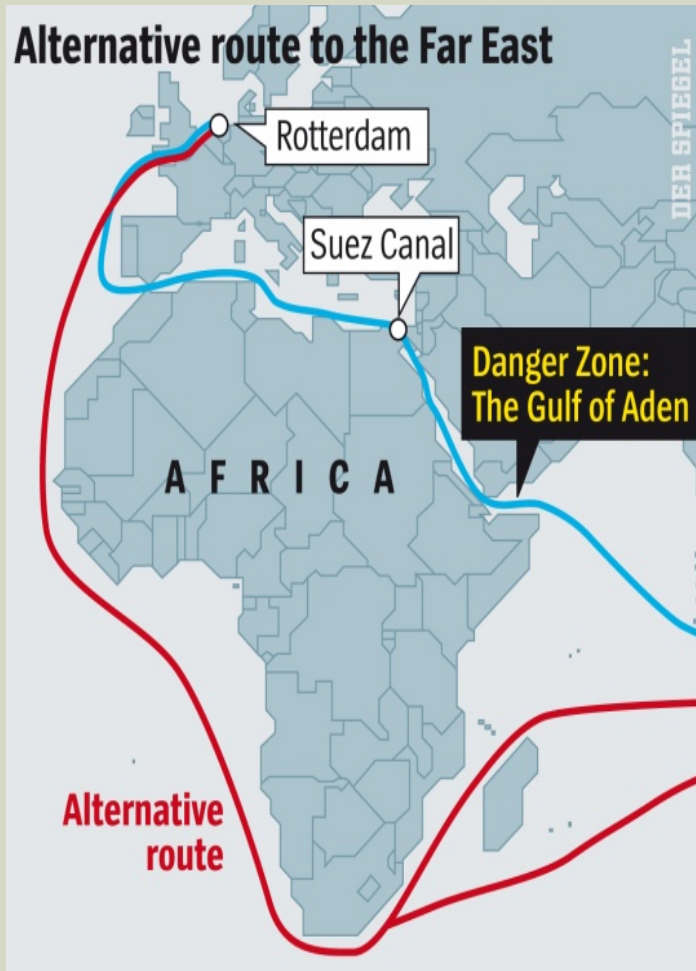 Alternative route to the Far East
DER SPIEGEL
Rotterdam
Suez Canal
Danger Zone:
The Gulf of Aden
AFRICA
Alternative
route